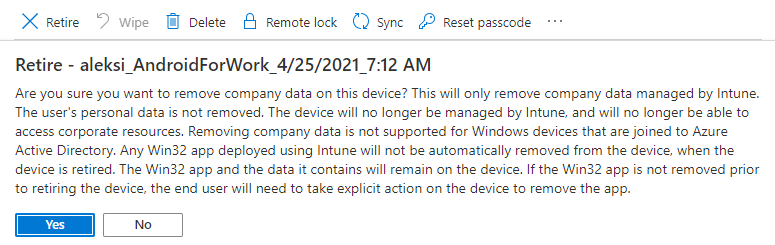 Retire Wipe Delete Remote lock Sync Reset passcode ...
Retire - aleksi_AndroidForWork_4/25/2021_7:12 AM
Are you sure you want to remove company data on this device? This will only remove company data managed by Intune.
The user's personal data is not removed. The device will no longer be managed by Intune, and will no longer be able to
access corporate resources. Removing company data is not supported for Windows devices that are joined to Azure
Active Directory. Any Win32 app deployed using Intune will not be automatically removed from the device, when the
device is retired. The Win32 app and the data it contains will remain on the device. If the Win32 app is not removed prior
to retiring the device, the end user will need to take explicit action on the device to remove the app.
Yes No